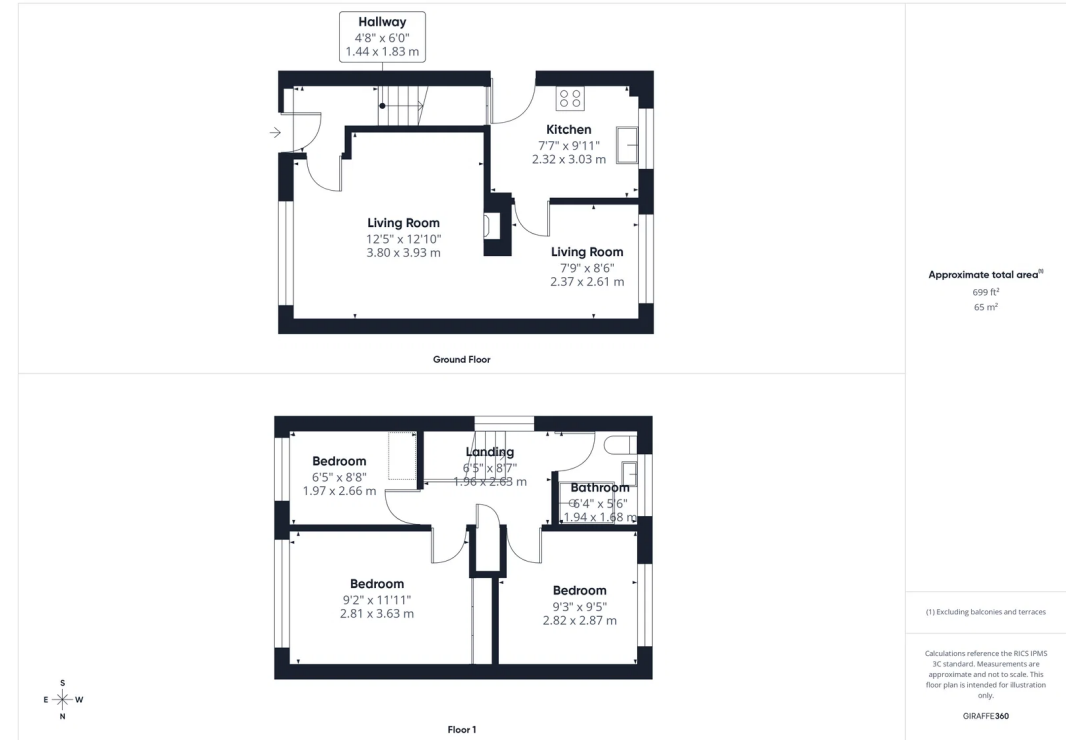 Hallway
4'8" x 6'0"
1.44 x 1.83 m
Kitchen
7'7" x 9'11"
2.32 x 3.03 m
Living Room
12'5" x 12'10"
3.80 x 3.93 m
Living Room
7'9" x 8'6"
2.37 x 2.61 m
Ground Floor
Approximate total area(1)
699 ft²
65 m²
Landing
6'5" x 8'7"
1.96 x 2.63 m
Bedroom
6'5" x 8'8"
1.97 x 2.66 m
Bathroom
6'4" x 5'6"
1.94 x 1.68 m
Bedroom
9'2" x 11'11"
2.81 x 3.63 m
Bedroom
9'3" x 9'5"
2.82 x 2.87 m
Floor 1
S
E W
N
(1) Excluding balconies and terraces
Calculations reference the RICS IPMS
3C standard. Measurements are
approximate and not to scale. This
floor plan is intended for illustration
only.
GIRAFFE360